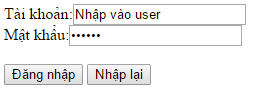 Tài khoản:Nhập vào user
Mật khẩu:••••••
Đăng nhập Nhập lại